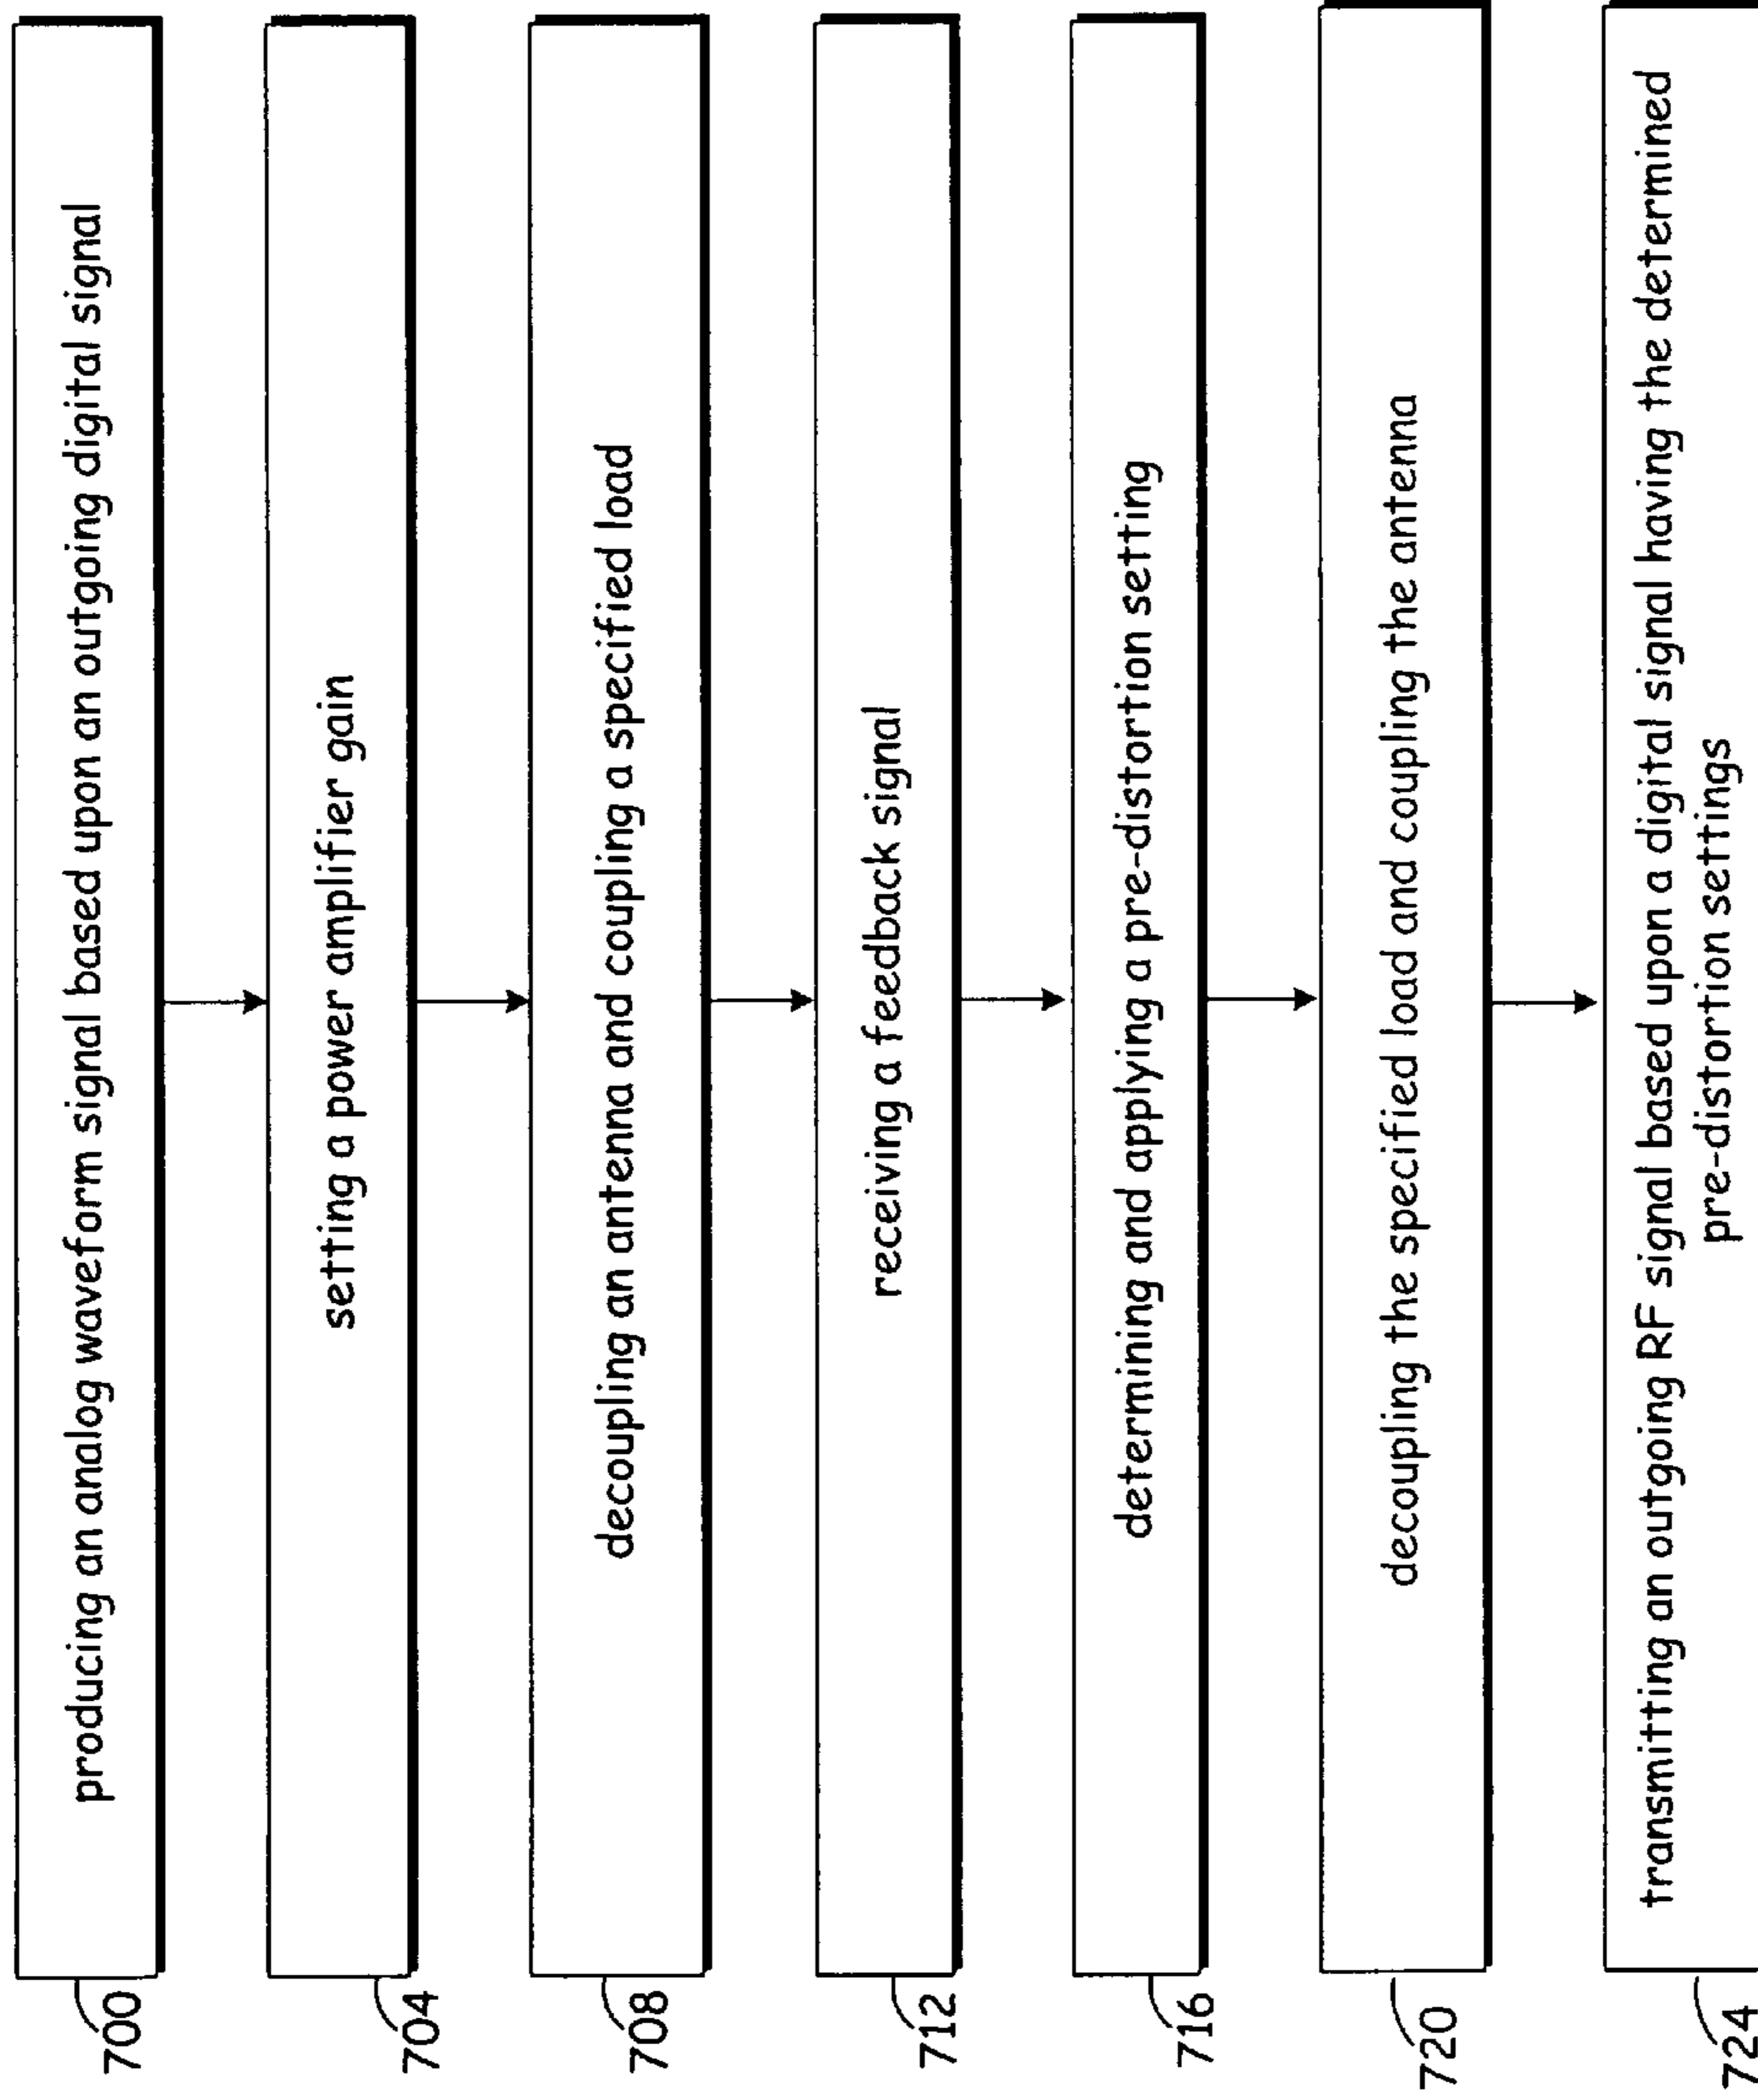 700
producing an analog waveform signal based upon an outgoing digital signal
704
setting a power amplifier gain
708
decoupling an antenna and coupling a specified load
712
receiving a feedback signal
716
determining and applying a pre-distortion setting
720
decoupling the specified load and coupling the antenna
724
transmitting an outgoing RF signal based upon a digital signal having the determined
pre-distortion settings